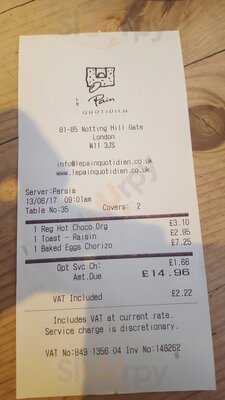 LE
Pain
QUOTIDIEN
81-85 Notting Hill Gate
London
W11 3JS
info@lepainquotidien.co.uk
www.lepainquotidien.co.uk
Server:Persia
13/06/17 09:01am
Table No:35 Covers: 2
1 Reg Hot Choco Org £3.10
1 Toast - Raisin £2.95
1 Baked Eggs Chorizo £7.25
Opt Svc Ch: £1.66
Amt.Due £14.96
VAT Included £2.22
Includes VAT at current rate.
Service charge is discretionary.
VAT No:849 1356 04 Inv No:146262